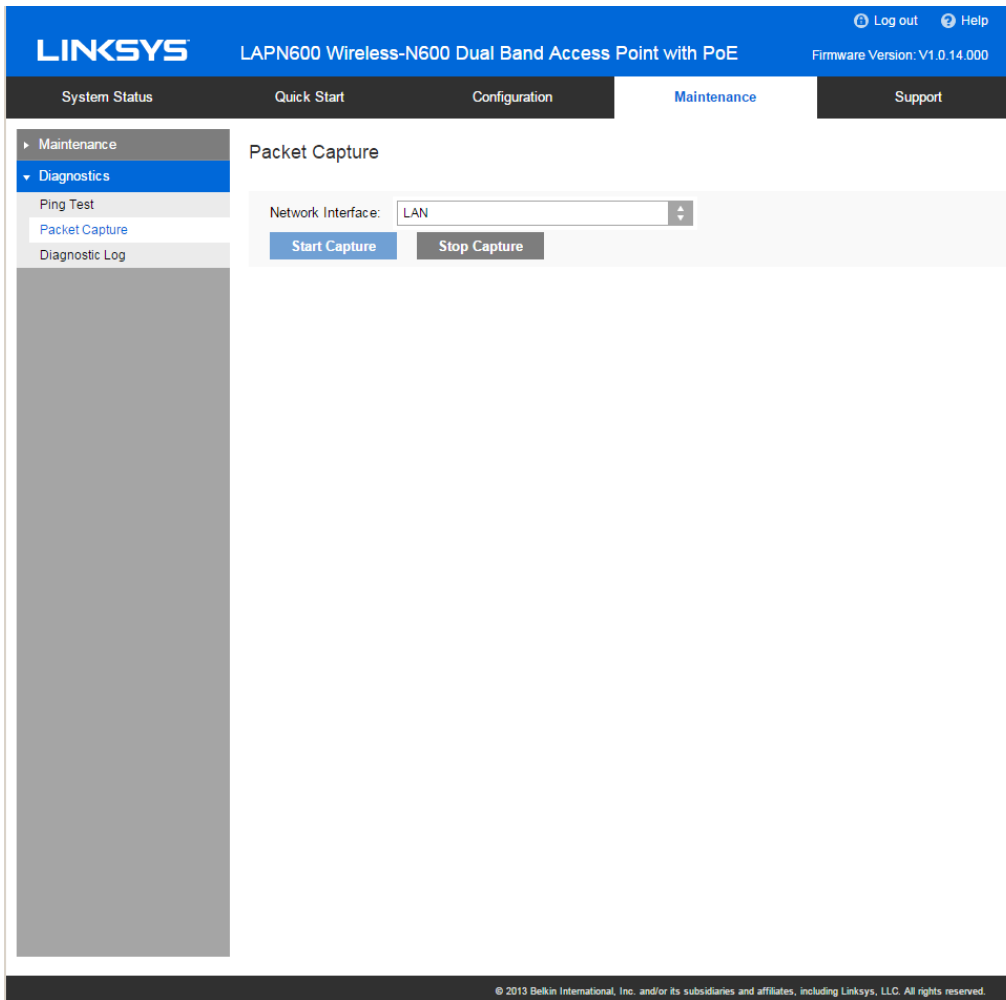 Log out Help
LINKSYS LAPN600 Wireless-N600 Dual Band Access Point with PoE Firmware Version: V1.0.14.000
System Status Quick Start Configuration Maintenance Support
Maintenance
Diagnostics
Ping Test
Packet Capture
Diagnostic Log
Packet Capture
Network Interface: LAN
Start Capture Stop Capture
© 2013 Belkin International, Inc. and/or its subsidiaries and affiliates, including Linksys, LLC. All rights reserved.